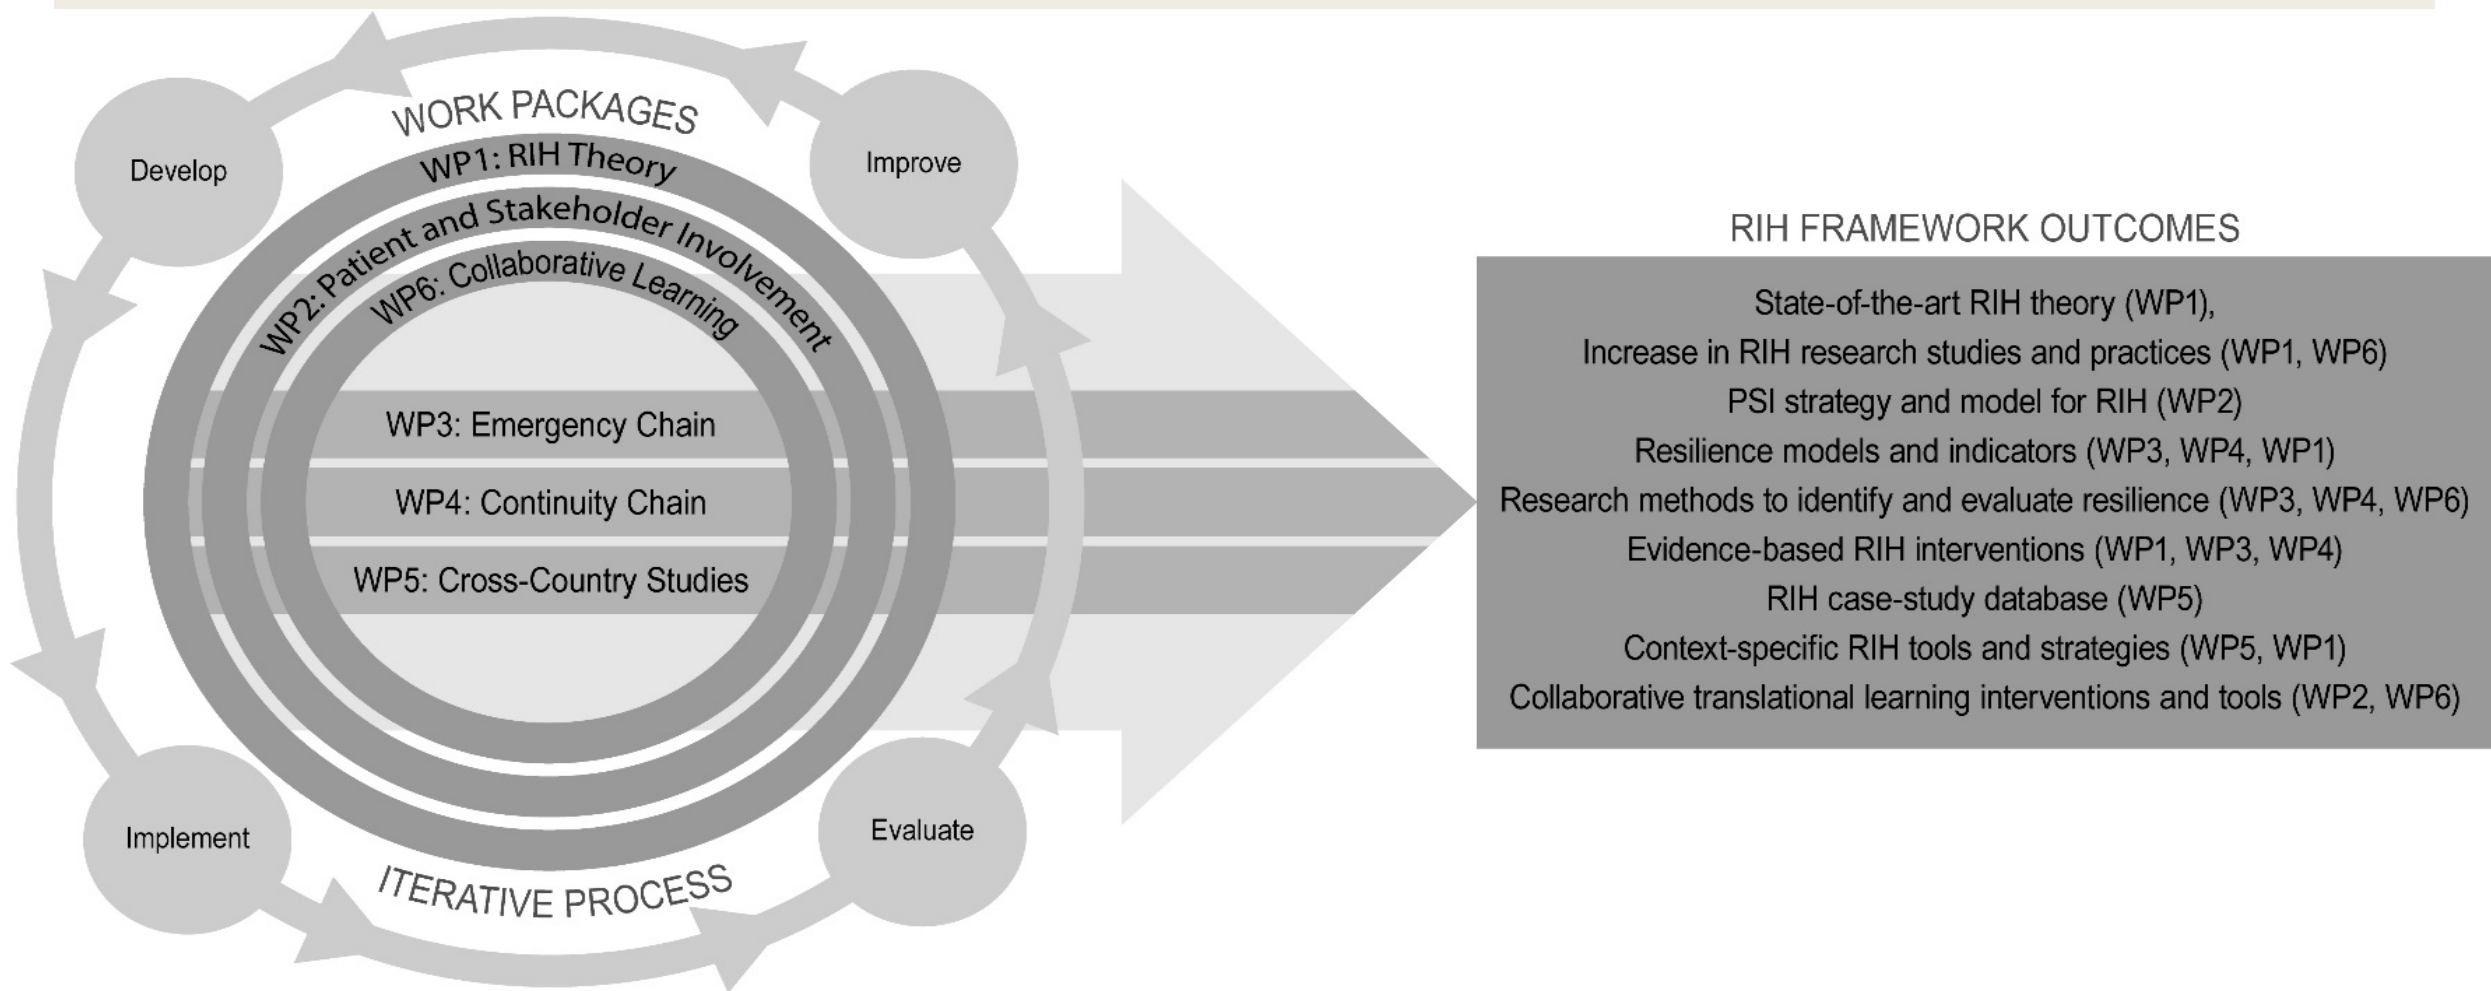 WORK PACKAGES
WP1: RIH Theory
WP2: Patient and Stakeholder Involvement
WP6: Collaborative Learning
Develop
Improve
WP3: Emergency Chain
WP4: Continuity Chain
WP5: Cross-Country Studies
Implement
Evaluate
ITERATIVE PROCESS
RIH FRAMEWORK OUTCOMES
State-of-the-art RIH theory (WP1),
Increase in RIH research studies and practices (WP1, WP6)
PSI strategy and model for RIH (WP2)
Resilience models and indicators (WP3, WP4, WP1)
Research methods to identify and evaluate resilience (WP3, WP4, WP6)
Evidence-based RIH interventions (WP1, WP3, WP4)
RIH case-study database (WP5)
Context-specific RIH tools and strategies (WP5, WP1)
Collaborative translational learning interventions and tools (WP2, WP6)